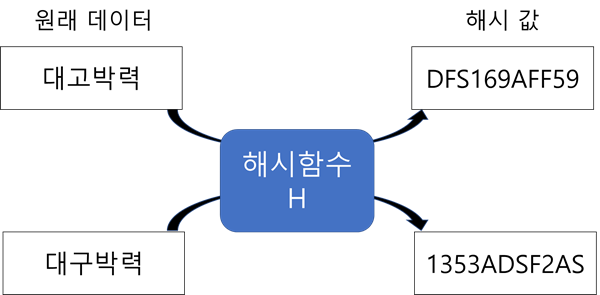 원래 데이터
해시 값
대고박력
DFS169AFF59
해시함수
H
대구박력
1353ADSF2AS